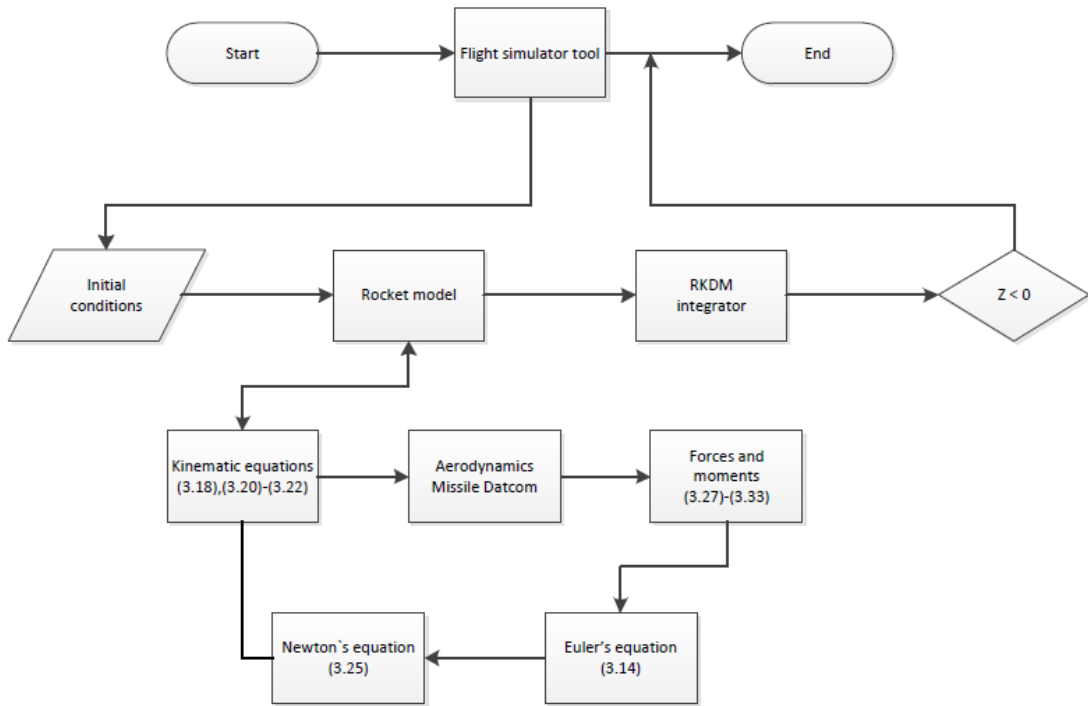 Start
Flight simulator tool
End
Initial
conditions
Rocket model
RKDM
integrator
Z < 0
Kinematic equations
(3.18),(3.20)-(3.22)
Aerodynamics
Missile Datcom
Forces and
moments
(3.27)-(3.33)
Newton`s equation
(3.25)
Euler’s equation
(3.14)